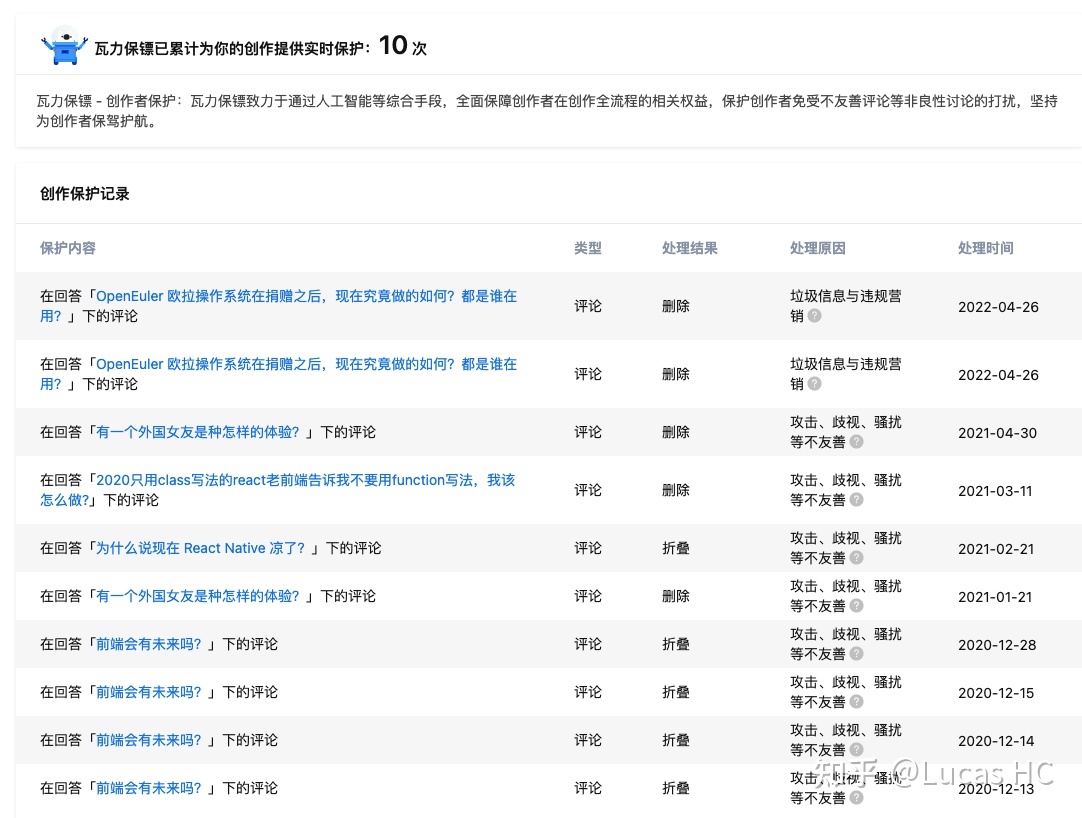 瓦力保镖已累计为你的创作提供实时保护：10 次
瓦力保镖 - 创作者保护：瓦力保镖致力于通过人工智能等综合手段，全面保障创作者在创作全流程的相关权益，保护创作者免受不友善评论等非良性讨论的打扰，坚持
为创作者保驾护航。
创作保护记录
保护内容 类型 处理结果 处理原因 处理时间
在回答「OpenEuler 欧拉操作系统在捐赠之后，现在究竟做的如何？都是谁在
用？」下的评论 评论 删除 垃圾信息与违规营
销 ? 2022-04-26
在回答「OpenEuler 欧拉操作系统在捐赠之后，现在究竟做的如何？都是谁在
用？」下的评论 评论 删除 垃圾信息与违规营
销 ? 2022-04-26
在回答「有一个外国女友是种怎样的体验？」下的评论 评论 删除 攻击、歧视、骚扰
等不友善 ? 2021-04-30
在回答「2020只用class写法的react老前端告诉我不要用function写法，我该
怎么做?」下的评论 评论 删除 攻击、歧视、骚扰
等不友善 ? 2021-03-11
在回答「为什么说现在 React Native 凉了？」下的评论 评论 折叠 攻击、歧视、骚扰
等不友善 ? 2021-02-21
在回答「有一个外国女友是种怎样的体验？」下的评论 评论 删除 攻击、歧视、骚扰
等不友善 ? 2021-01-21
在回答「前端会有未来吗？」下的评论 评论 折叠 攻击、歧视、骚扰
等不友善 ? 2020-12-28
在回答「前端会有未来吗？」下的评论 评论 折叠 攻击、歧视、骚扰
等不友善 ? 2020-12-15
在回答「前端会有未来吗？」下的评论 评论 折叠 攻击、歧视、骚扰
等不友善 ? 2020-12-14
在回答「前端会有未来吗？」下的评论 评论 折叠 攻击、歧视、骚扰
等不友善 ? 2020-12-13
知乎 @Lucas HC